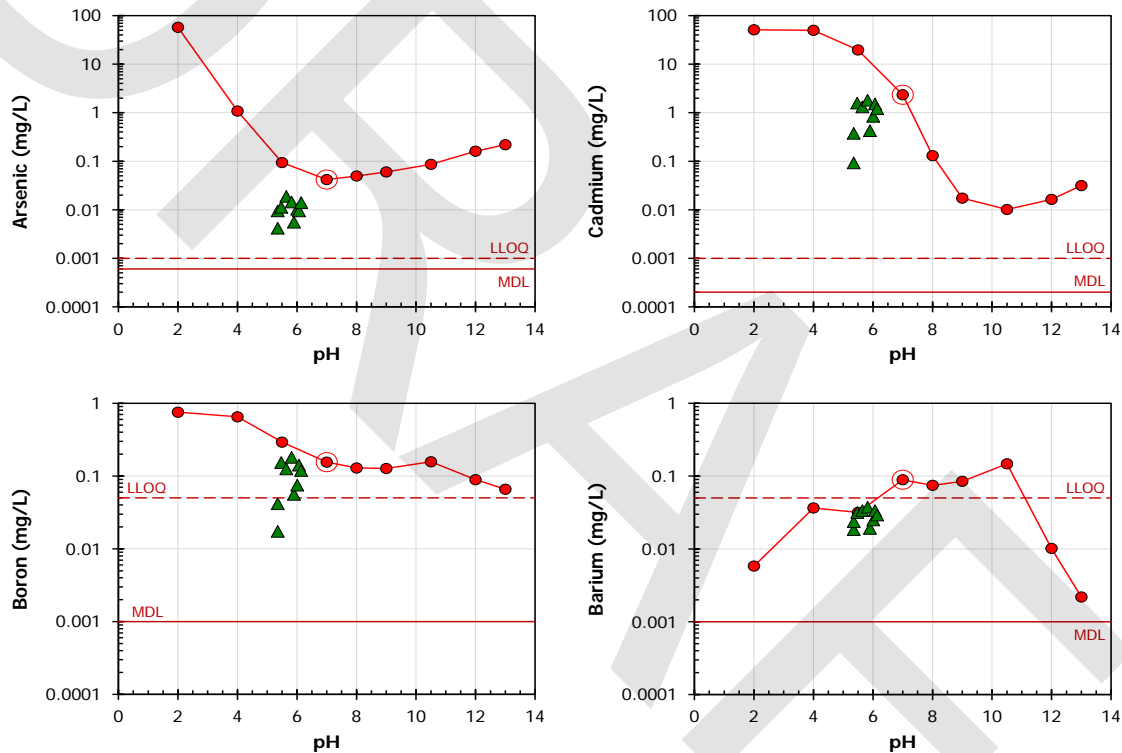 100
10
1
0.1
0.01
0.001
0.0001
Arsenic (mg/L)
LLOQ
MDL
0 2 4 6 8 10 12 14
pH
100
10
1
0.1
0.01
0.001
0.0001
Cadmium (mg/L)
LLOQ
MDL
0 2 4 6 8 10 12 14
pH
1
0.1
0.01
0.001
0.0001
Boron (mg/L)
LLOQ
MDL
0 2 4 6 8 10 12 14
pH
1
0.1
0.01
0.001
0.0001
Barium (mg/L)
LLOQ
MDL
0 2 4 6 8 10 12 14
pH